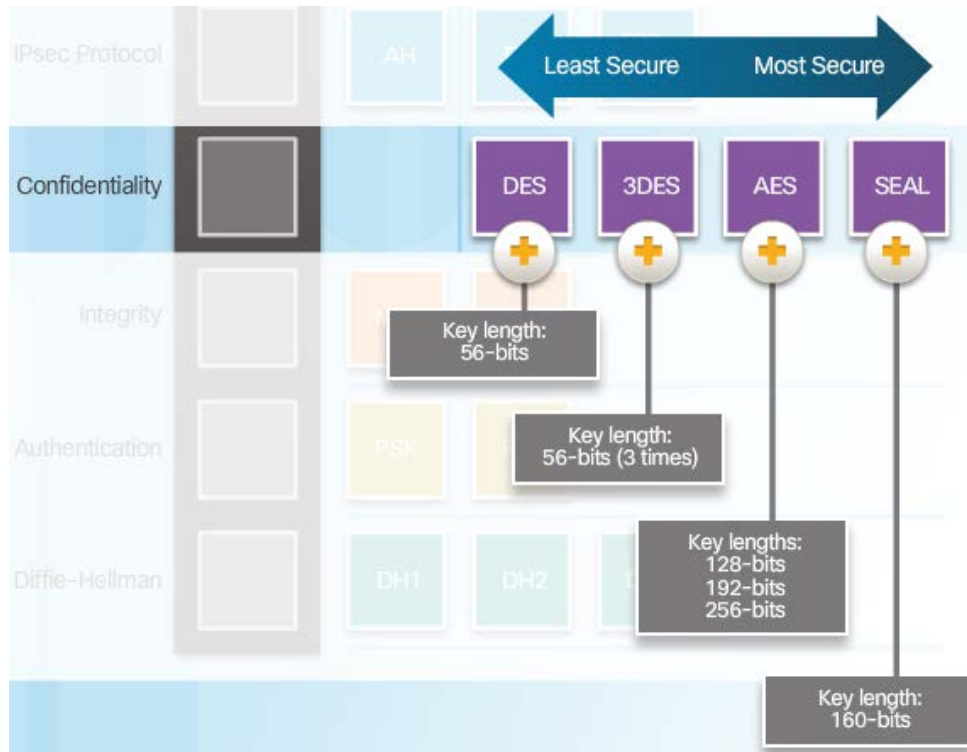 IPsec Protocol
AH
Least Secure
Most Secure
Confidentiality
DES
3DES
AES
SEAL
Integrity
Key length:
56-bits
Authentication
PSK
Key length:
56-bits (3 times)
Diffie-Hellman
DH1
DH2
Key lengths:
128-bits
192-bits
256-bits
Key length:
160-bits